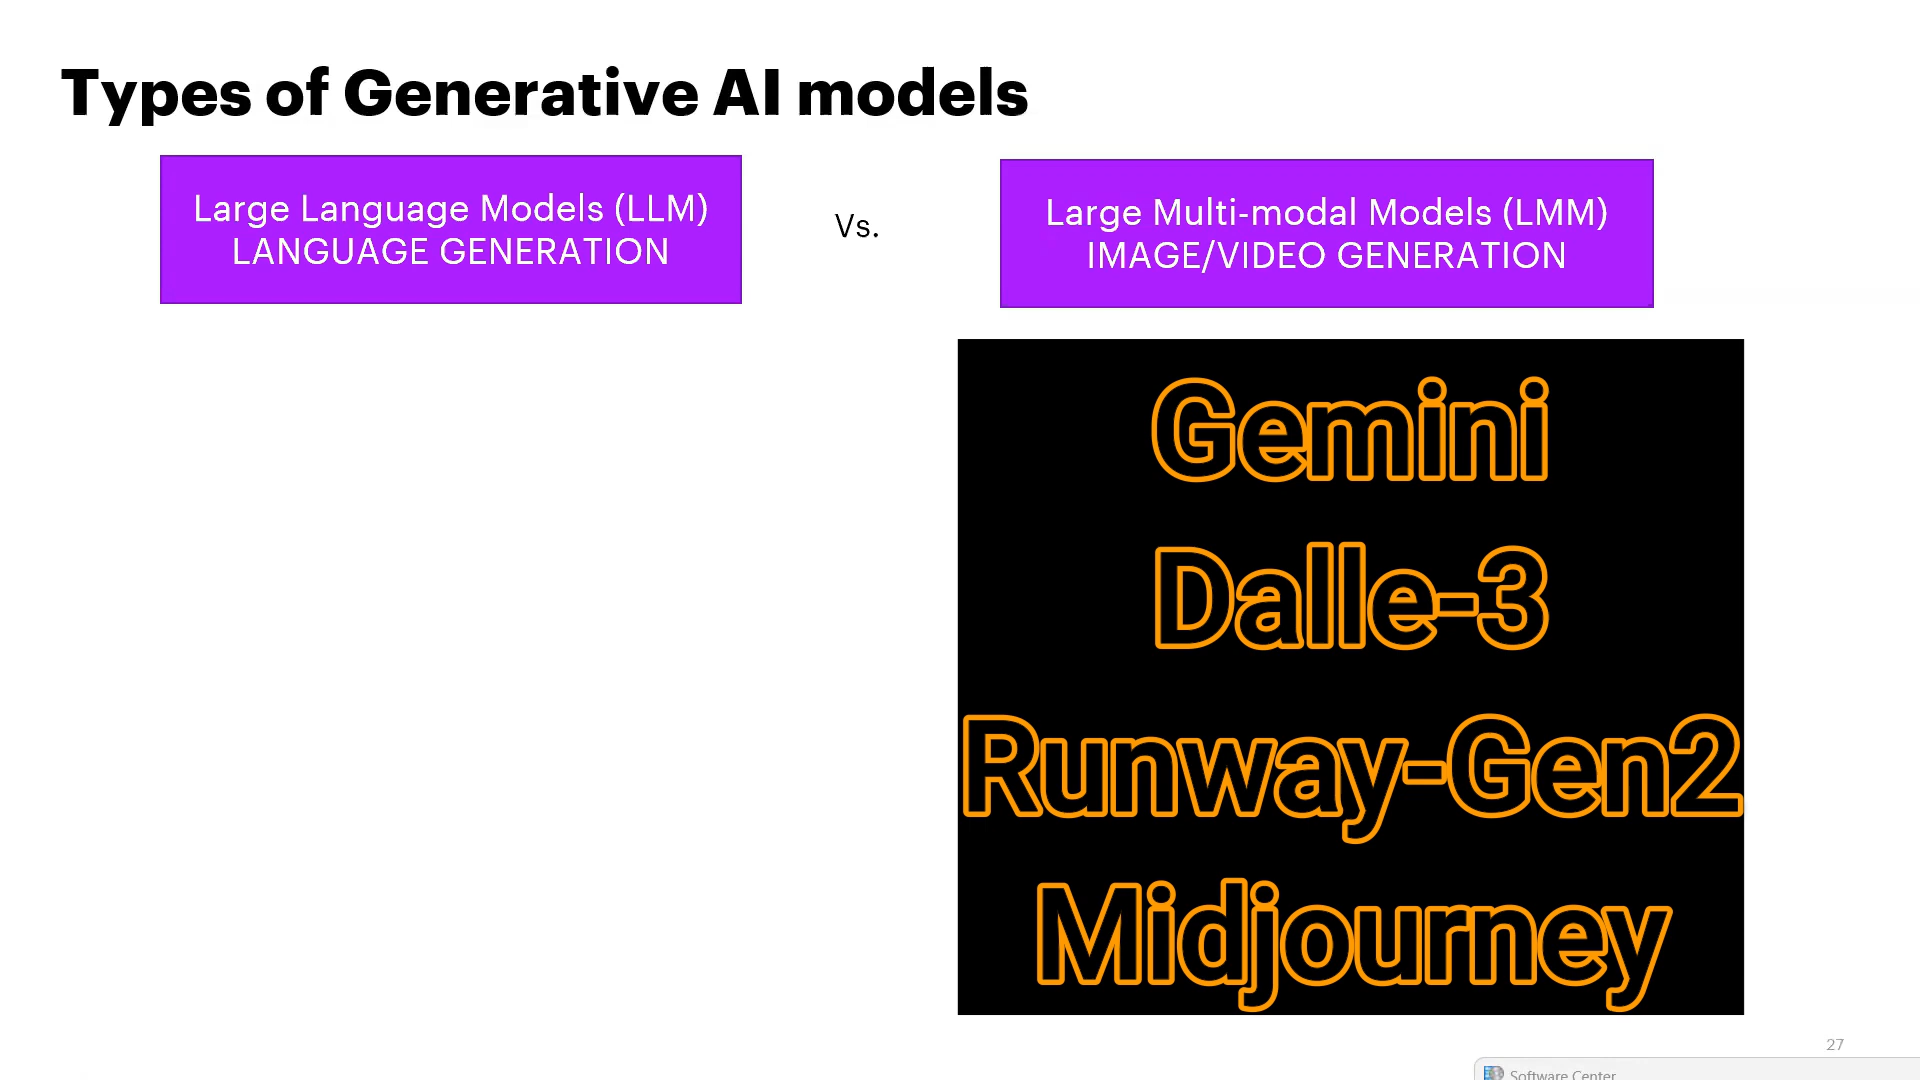 Types of Generative AI models
Large Language Models (LLM)
LANGUAGE GENERATION
Vs.
Large Multi-modal Models (LMM)
IMAGE/VIDEO GENERATION
Gemini
Dalle-3
Runway-Gen2
Midjourney
27
Software Center